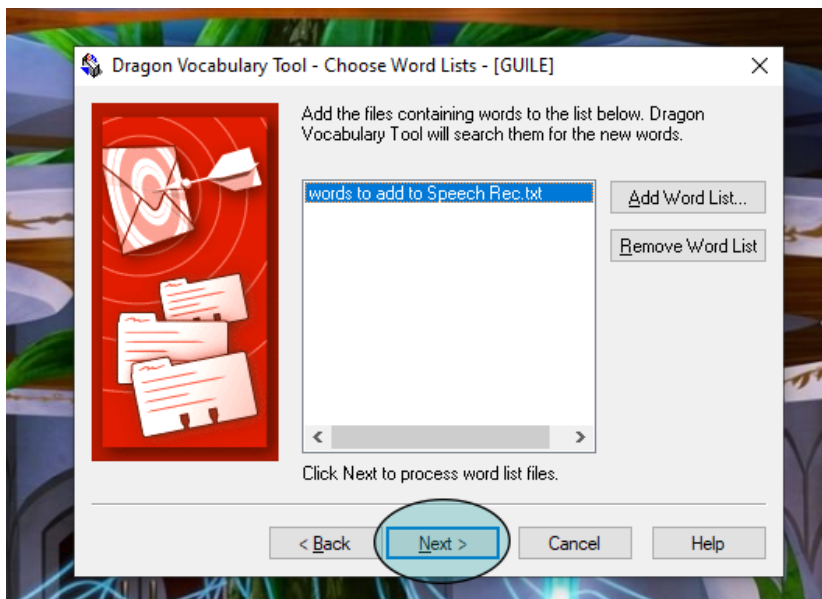 Dragon Vocabulary Tool - Choose Word Lists - [GUILE]
Add the files containing words to the list below. Dragon
Vocabulary Tool will search them for the new words.
words to add to Speech Rec.txt
Add Word List...
Remove Word List
Click Next to process word list files.
< Back
Next >
Cancel
Help